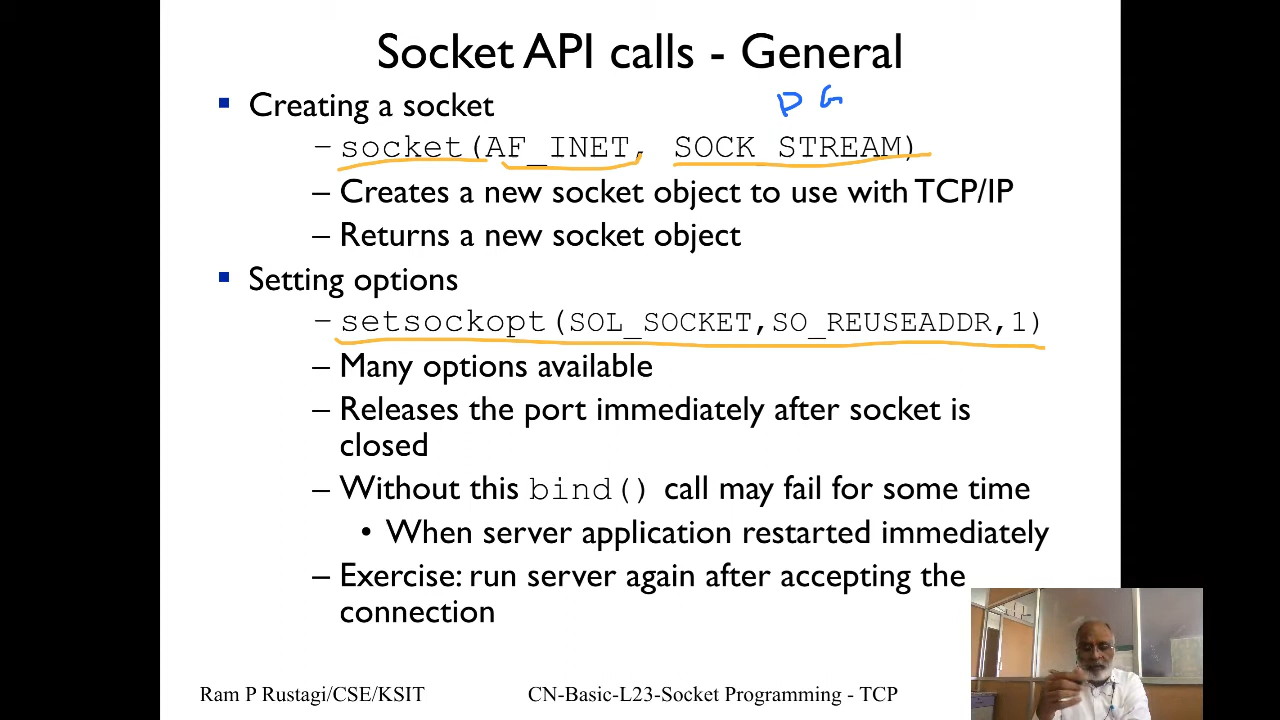 Socket API calls - General
▪ Creating a socket
DG
– socket(AF_INET, SOCK_STREAM)
– Creates a new socket object to use with TCP/IP
– Returns a new socket object
▪ Setting options
– setsockopt(SOL_SOCKET,SO_REUSEADDR,1)
– Many options available
– Releases the port immediately after socket is
closed
– Without this bind() call may fail for some time
• When server application restarted immediately
– Exercise: run server again after accepting the
connection
Ram P Rustagi/CSE/KSIT
CN-Basic-L23-Socket Programming - TCP